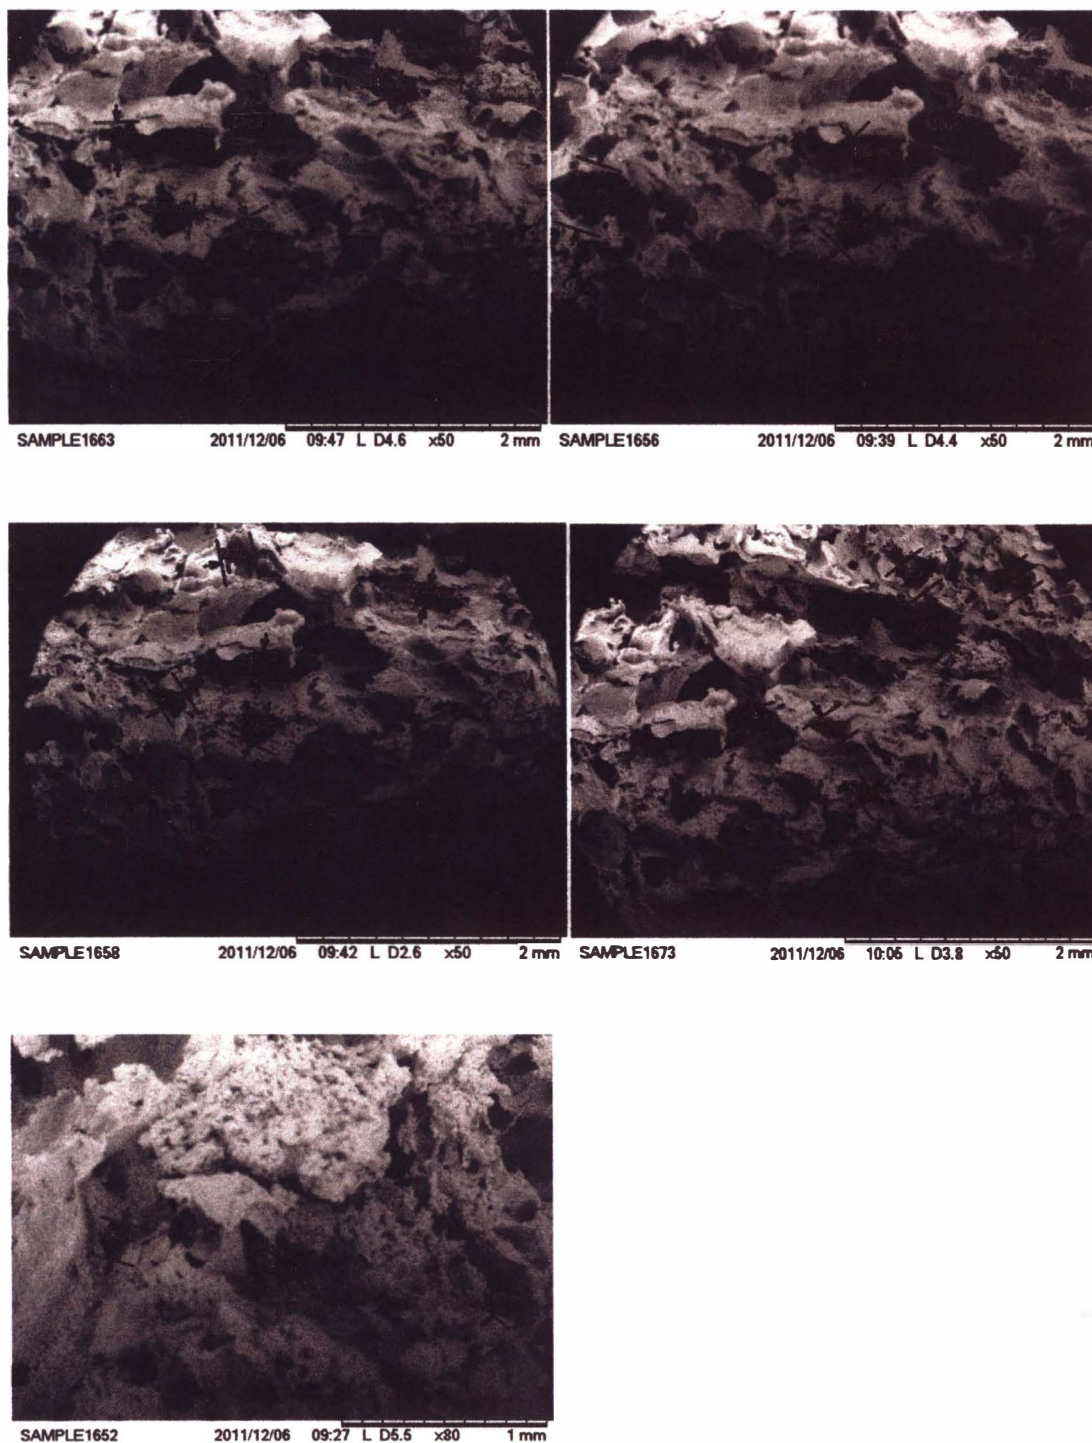 SAMPLE1663 2011/12/06 09:47 L D4.6 x50 2 mm
SAMPLE1656 2011/12/06 09:39 L D4.4 x50 2 mm
SAMPLE1658 2011/12/06 09:42 L D2.6 x50 2 mm
SAMPLE1673 2011/12/06 10:06 L D3.8 x50 2 mm
SAMPLE1652 2011/12/06 09:27 L D5.5 x80 1 mm